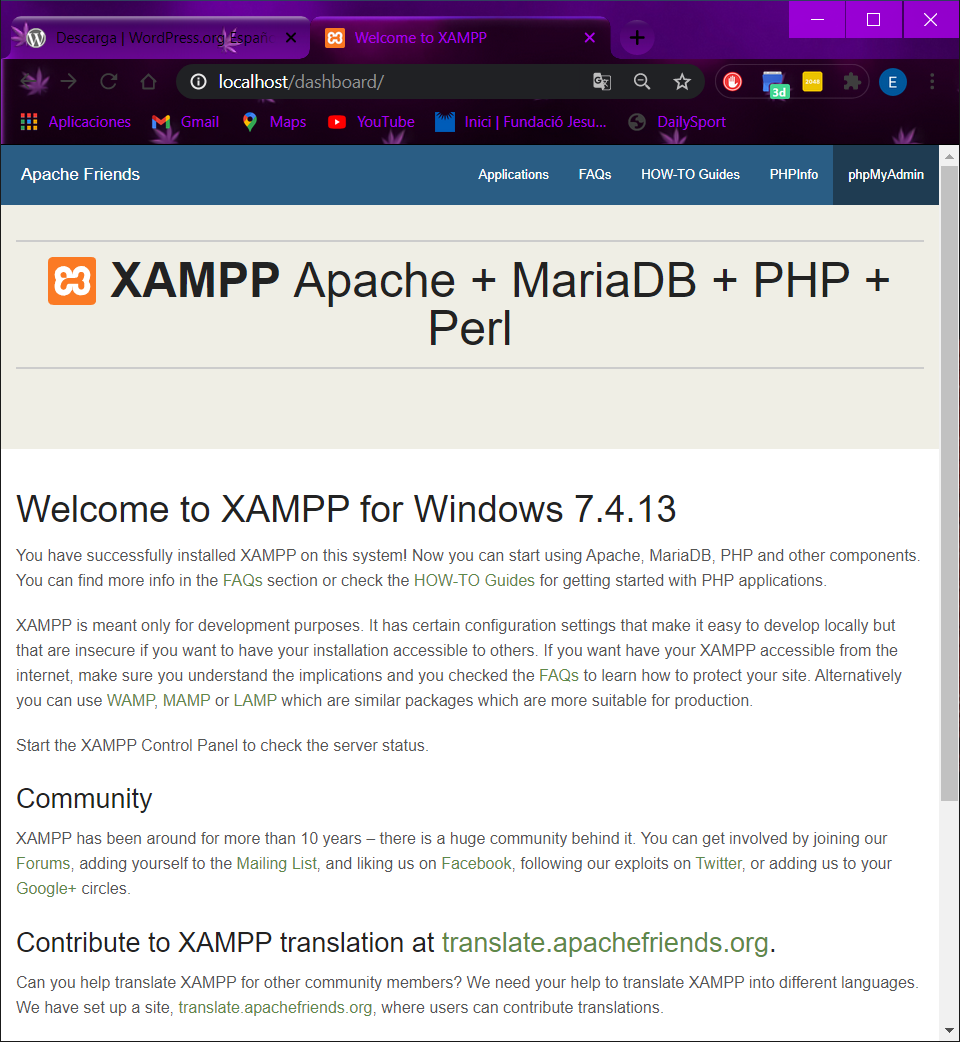 Descarga | WordPress.org Españ
Welcome to XAMPP
localhost/dashboard/
3d
2048
E
Aplicaciones
Gmail
Maps
YouTube
Inici | Fundació Jesu...
DailySport
Apache Friends
Applications
FAQs
HOW-TO Guides
PHPInfo
phpMyAdmin
XAMPP Apache + MariaDB + PHP +
Perl
Welcome to XAMPP for Windows 7.4.13
You have successfully installed XAMPP on this system! Now you can start using Apache, MariaDB, PHP and other components.
You can find more info in the FAQs section or check the HOW-TO Guides for getting started with PHP applications.
XAMPP is meant only for development purposes. It has certain configuration settings that make it easy to develop locally but
that are insecure if you want to have your installation accessible to others. If you want have your XAMPP accessible from the
internet, make sure you understand the implications and you checked the FAQs to learn how to protect your site. Alternatively
you can use WAMP, MAMP or LAMP which are similar packages which are more suitable for production.
Start the XAMPP Control Panel to check the server status.
Community
XAMPP has been around for more than 10 years – there is a huge community behind it. You can get involved by joining our
Forums, adding yourself to the Mailing List, and liking us on Facebook, following our exploits on Twitter, or adding us to your
Google+ circles.
Contribute to XAMPP translation at translate.apachefriends.org.
Can you help translate XAMPP for other community members? We need your help to translate XAMPP into different languages.
We have set up a site, translate.apachefriends.org, where users can contribute translations.